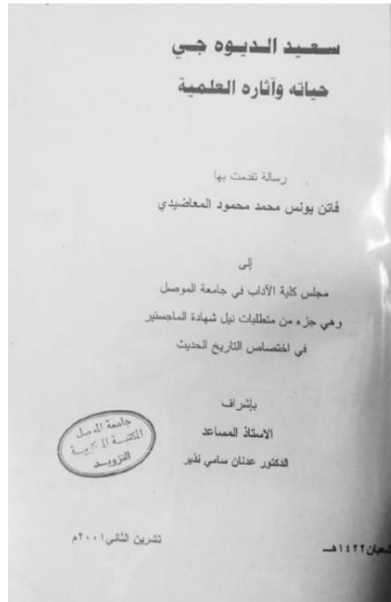 سعيد الديوه جي
حياته وآثاره العلمية
رسالة تقدمت بها
فاتن يونس محمد محمود المعاضيدي
إلى
مجلس كلية الآداب في جامعة الموصل
وهي جزء من متطلبات نيل شهادة الماجستير
في اختصاص التاريخ الحديث
بإشراف
الاستاذ المساعد
الدكتور عدنان سامي نذير
جامعة الموصل
المكتبة المركزية
التزويد
شعبان ١٤٢٢هـ
تشرين الثاني ٢٠٠١م